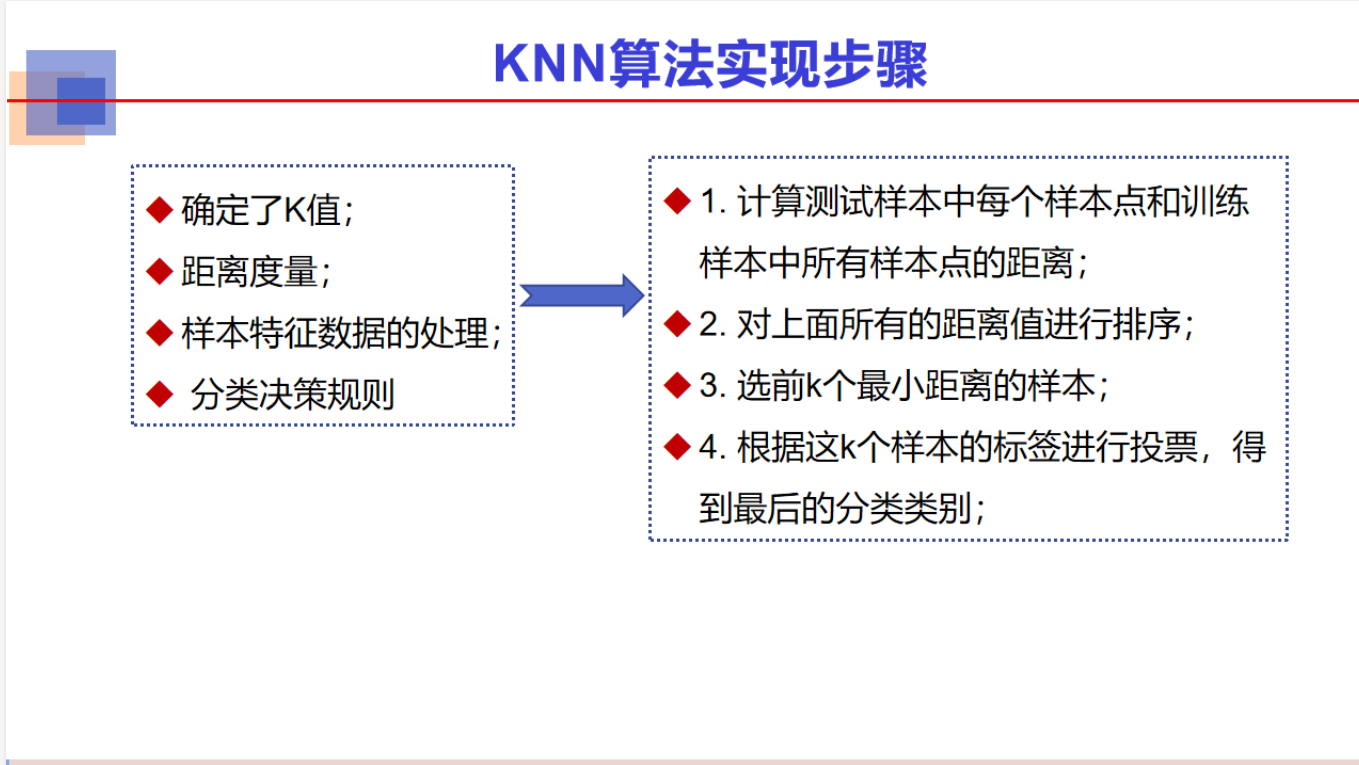 KNN算法实现步骤
确定了K值；
距离度量；
样本特征数据的处理；
分类决策规则
1. 计算测试样本中每个样本点和训练
样本中所有样本点的距离；
2. 对上面所有的距离值进行排序；
3. 选前k个最小距离的样本；
4. 根据这k个样本的标签进行投票，得
到最后的分类类别；